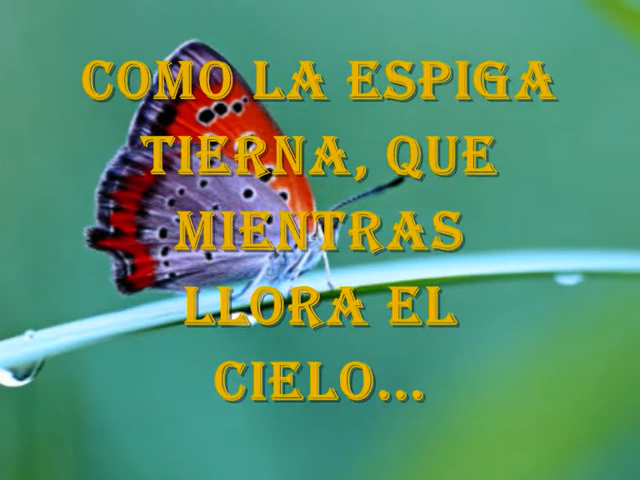 COMO LA ESPIGA
TIERNA, QUE
MIENTRAS
LLORA EL
CIELO...